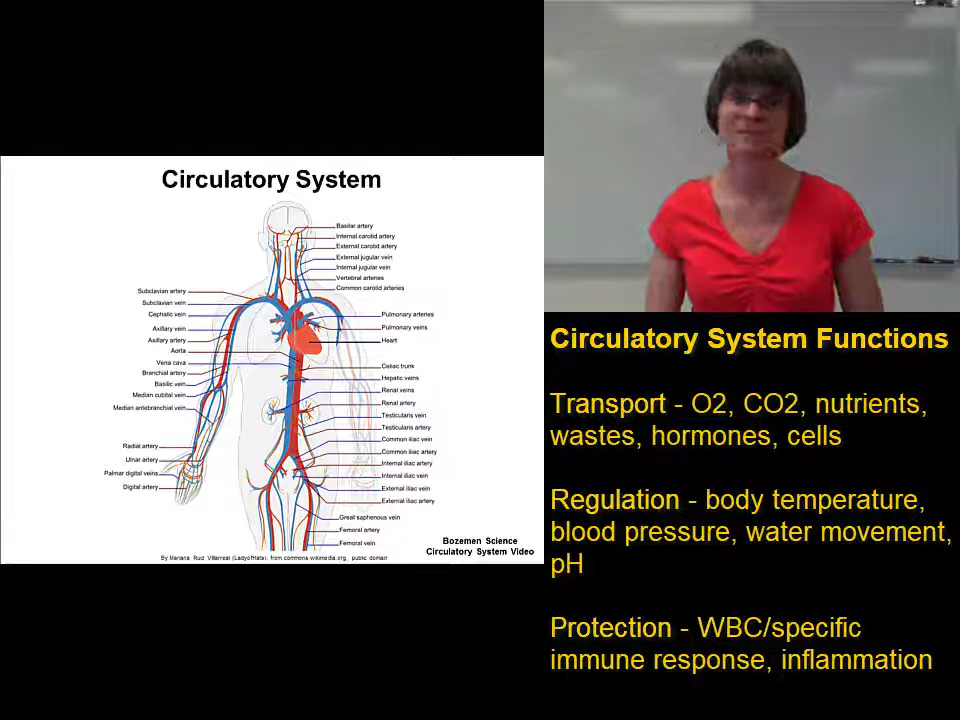 Circulatory System
Basilar artery
Internal carotid artery
External carotid artery
External jugular vein
Internal jugular vein
Vertebral arteries
Common carotid arteries
Subclavian artery
Subclavian vein
Cephalic vein
Axillary vein
Axillary artery
Aorta
Vena cava
Branchial artery
Basilic vein
Median cubital vein
Median antebranchial vein
Radial artery
Ulnar artery
Palmar digital veins
Digital artery
Pulmonary arteries
Pulmonary veins
Heart
Celiac trunk
Hepatic veins
Renal veins
Renal artery
Testicularis vein
Testicularis artery
Common iliac vein
Common iliac artery
Internal iliac artery
Internal iliac vein
External iliac vein
External iliac artery
Great saphenous vein
Femoral artery
Femoral vein
Bozemen Science
Circulatory System Video
By Mariana Ruiz Villarreal (LadyofHats), from commons.wikimedia.org, public domain
Circulatory System Functions
Transport - O2, CO2, nutrients,
wastes, hormones, cells
Regulation - body temperature,
blood pressure, water movement,
pH
Protection - WBC/specific
immune response, inflammation